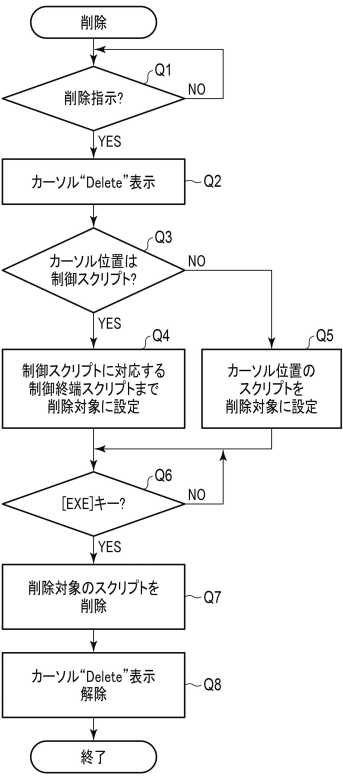 削除
Q1
削除指示?
NO
YES
カーソル“Delete”表示
Q2
Q3
カーソル位置は
制御スクリプト?
NO
YES
Q4
制御スクリプトに対応する
制御終端スクリプトまで
削除対象に設定
Q5
カーソル位置の
スクリプトを
削除対象に設定
Q6
[EXE]キー?
NO
YES
削除対象のスクリプトを
削除
Q7
カーソル“Delete”表示
解除
Q8
終了